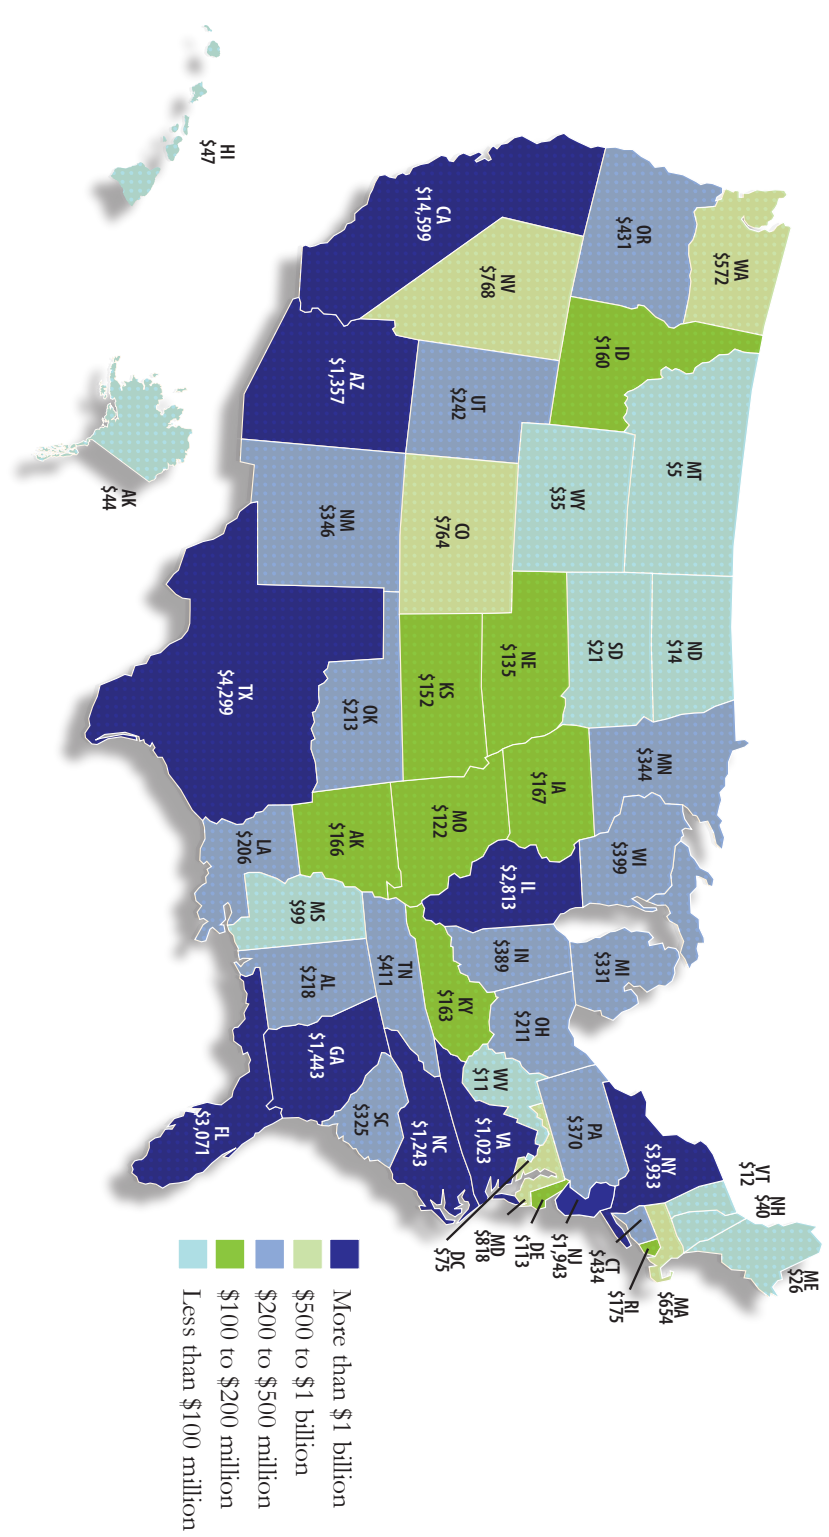 WA
$572
OR
$431
CA
$14,599
NV
$768
ID
$160
MT
$5
WY
$35
UT
$242
AZ
$1,357
CO
$764
NM
$346
ND
$14
SD
$21
NE
$135
KS
$152
OK
$213
TX
$4,299
MN
$344
IA
$167
MO
$122
AK
$166
LA
$206
WI
$399
IL
$2,813
MS
$99
MI
$331
IN
$389
OH
$211
KY
$163
TN
$411
AL
$218
GA
$1,443
FL
$3,071
SC
$325
NC
$1,243
VA
$1,023
WV
$11
PA
$370
NY
$3,933
VT
$12
NH
$40
ME
$26
MA
$654
RI
$175
CT
$434
NJ
$1,943
DE
$113
MD
$818
DC
$75
HI
$47
AK
$44
More than $1 billion
$500 to $1 billion
$200 to $500 million
$100 to $200 million
Less than $100 million